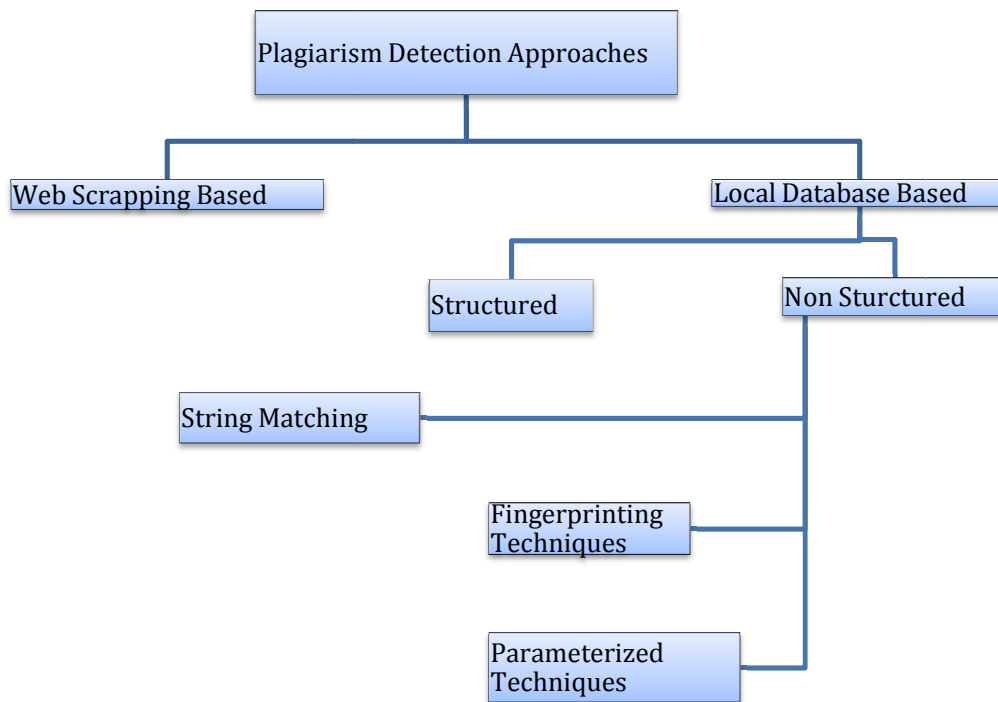 Plagiarism Detection Approaches
Web Scrapping Based
Local Database Based
Structured
Non Sturctured
String Matching
Fingerprinting
Techniques
Parameterized
Techniques